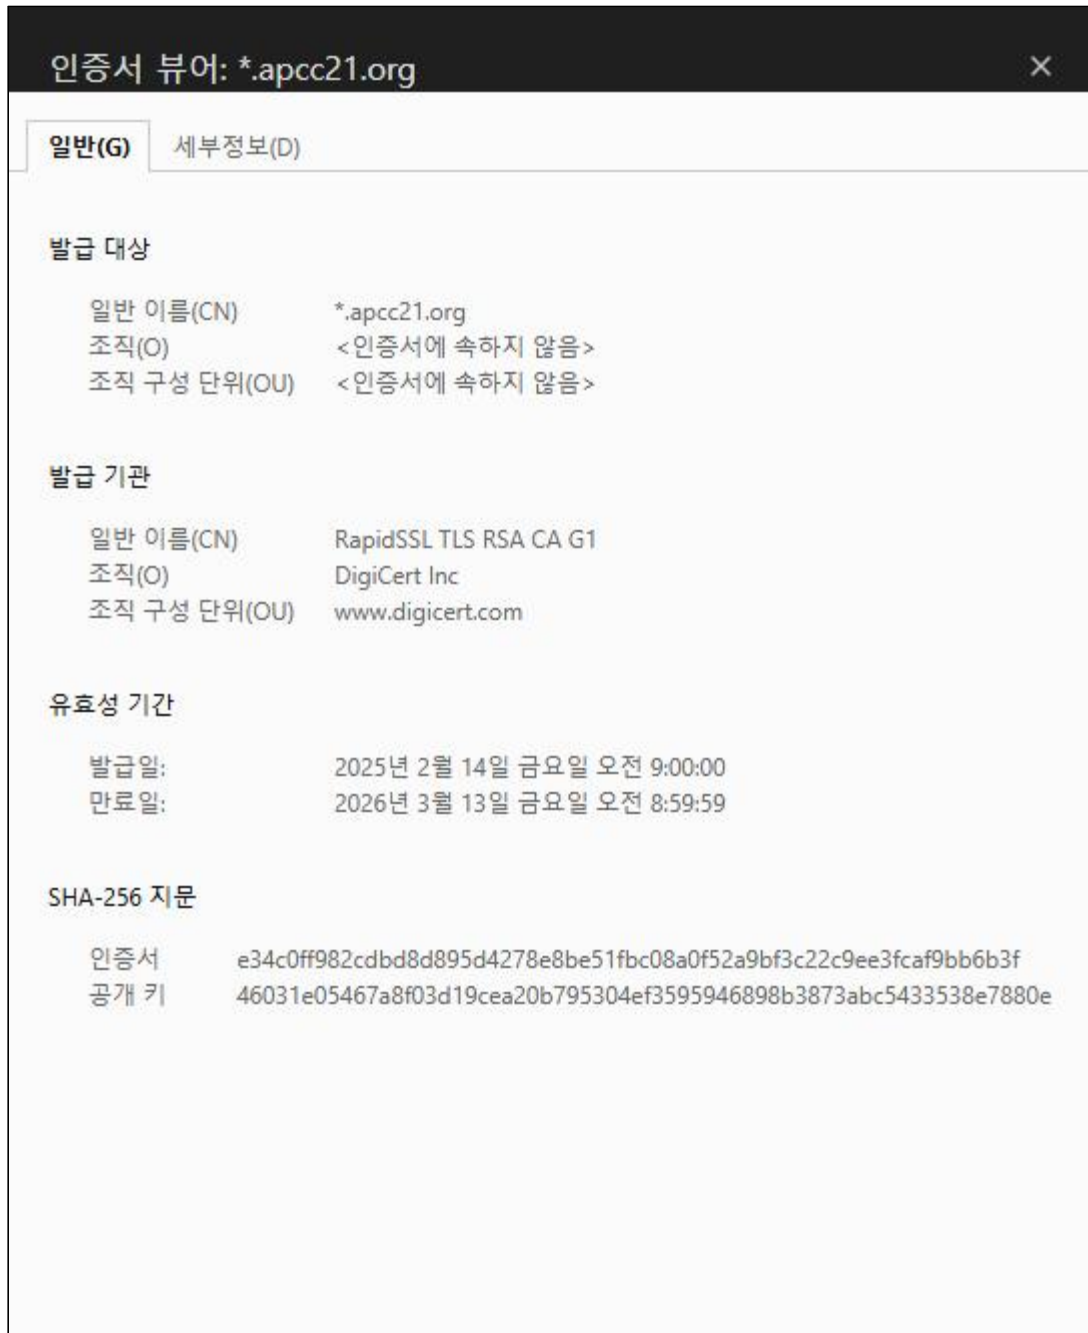 인증서 뷰어: *.apcc21.org ×
일반(G) 세부정보(D)
발급 대상
일반 이름(CN) *.apcc21.org
조직(O) <인증서에 속하지 않음>
조직 구성 단위(OU) <인증서에 속하지 않음>
발급 기관
일반 이름(CN) RapidSSL TLS RSA CA G1
조직(O) DigiCert Inc
조직 구성 단위(OU) www.digicert.com
유효성 기간
발급일: 2025년 2월 14일 금요일 오전 9:00:00
만료일: 2026년 3월 13일 금요일 오전 8:59:59
SHA-256 지문
인증서 e34c0ff982cdbd8d895d4278e8be51fbc08a0f52a9bf3c22c9ee3fcaf9bb6b3f
공개 키 46031e05467a8f03d19cea20b795304ef3595946898b3873abc5433538e7880e